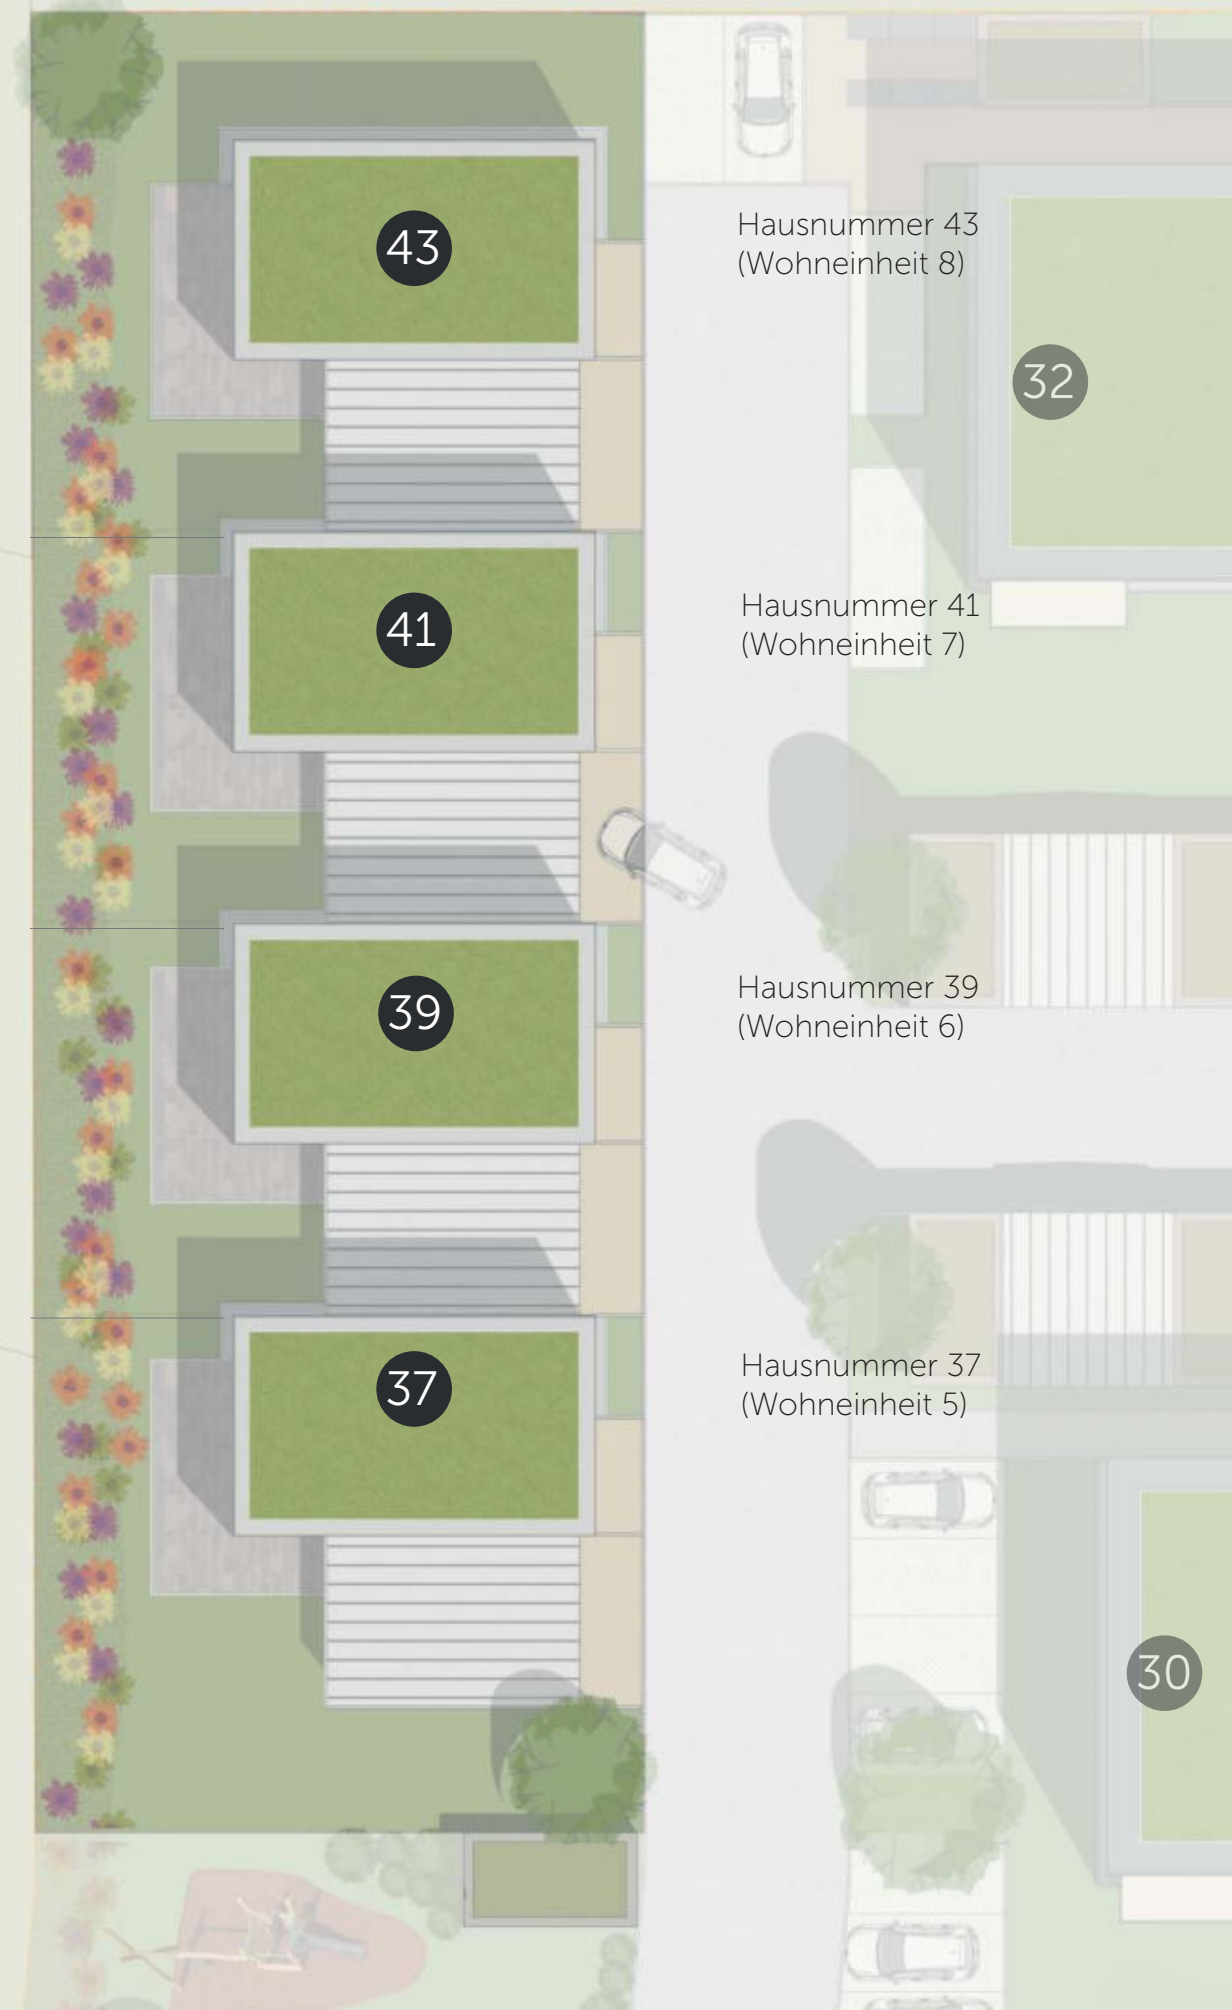 43
Hausnummer 43
(Wohneinheit 8)
32
41
Hausnummer 41
(Wohneinheit 7)
39
Hausnummer 39
(Wohneinheit 6)
37
Hausnummer 37
(Wohneinheit 5)
30